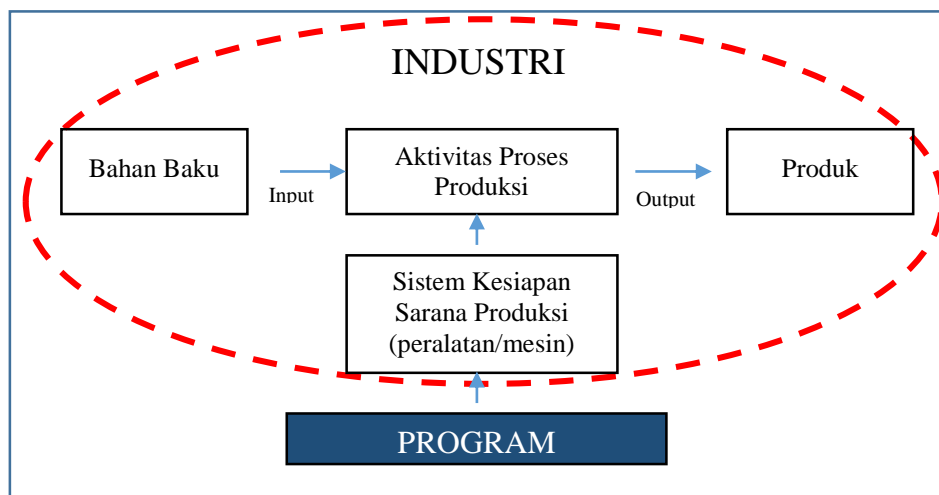 INDUSTRI
Bahan Baku
Input
Aktivitas Proses
Produksi
Output
Produk
Sistem Kesiapan
Sarana Produksi
(peralatan/mesin)
PROGRAM